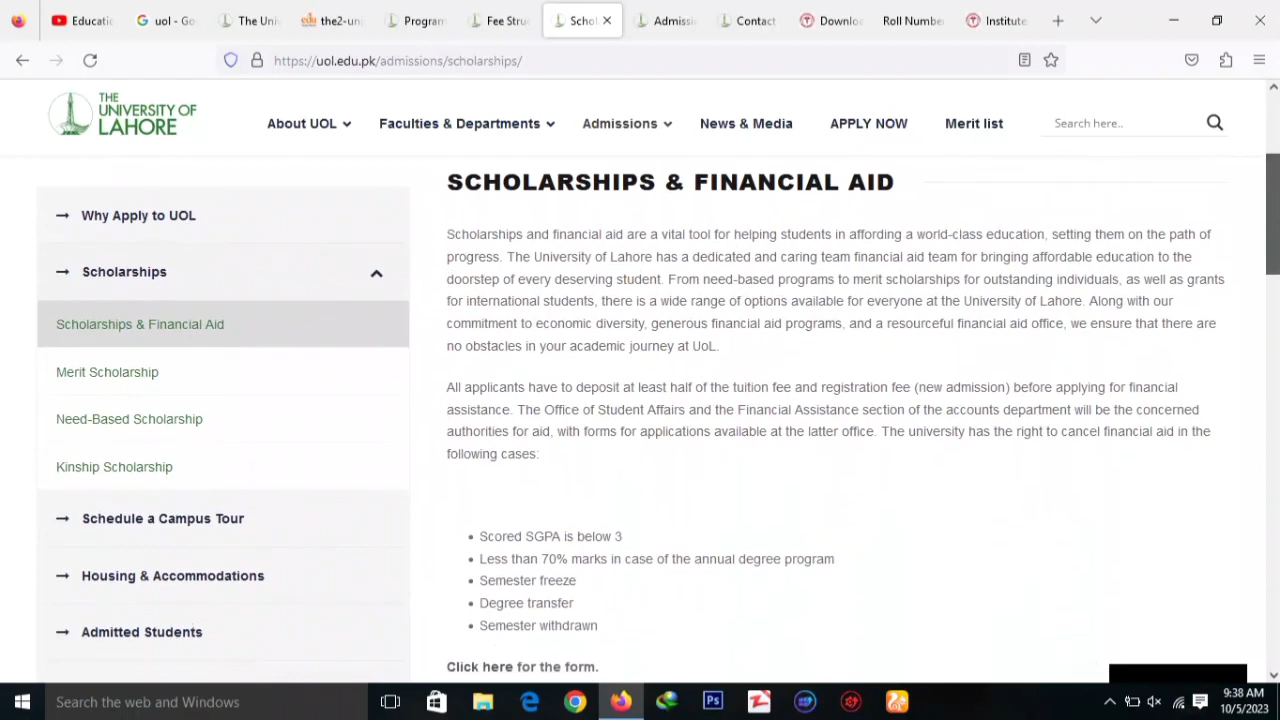 Educatio
uol - Go
The Uni
edu the2-un
Program
Fee Stru
Schol
Admissi
Contact
Downlo
Roll Numbe
Institute
https://uol.edu.pk/admissions/scholarships/
THE
UNIVERSITY OF
LAHORE
About UOL
Faculties & Departments
Admissions
News & Media
APPLY NOW
Merit list
Search here..
Why Apply to UOL
Scholarships
Scholarships & Financial Aid
Merit Scholarship
Need-Based Scholarship
Kinship Scholarship
Schedule a Campus Tour
Housing & Accommodations
Admitted Students
SCHOLARSHIPS & FINANCIAL AID
Scholarships and financial aid are a vital tool for helping students in affording a world-class education, setting them on the path of
progress. The University of Lahore has a dedicated and caring team financial aid team for bringing affordable education to the
doorstep of every deserving student. From need-based programs to merit scholarships for outstanding individuals, as well as grants
for international students, there is a wide range of options available for everyone at the University of Lahore. Along with our
commitment to economic diversity, generous financial aid programs, and a resourceful financial aid office, we ensure that there are
no obstacles in your academic journey at UoL.
All applicants have to deposit at least half of the tuition fee and registration fee (new admission) before applying for financial
assistance. The Office of Student Affairs and the Financial Assistance section of the accounts department will be the concerned
authorities for aid, with forms for applications available at the latter office. The university has the right to cancel financial aid in the
following cases:
Scored SGPA is below 3
Less than 70% marks in case of the annual degree program
Semester freeze
Degree transfer
Semester withdrawn
Click here for the form.
Search the web and Windows
Ps
9:38 AM
10/5/2023